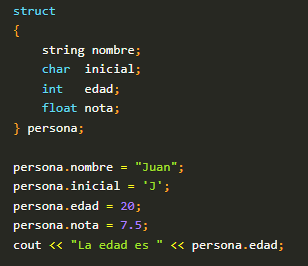 struct
{
    string nombre;
    char  inicial;
    int   edad;
    float nota;
} persona;

persona.nombre = "Juan";
persona.inicial = 'J';
persona.edad = 20;
persona.nota = 7.5;
cout << "La edad es " << persona.edad;